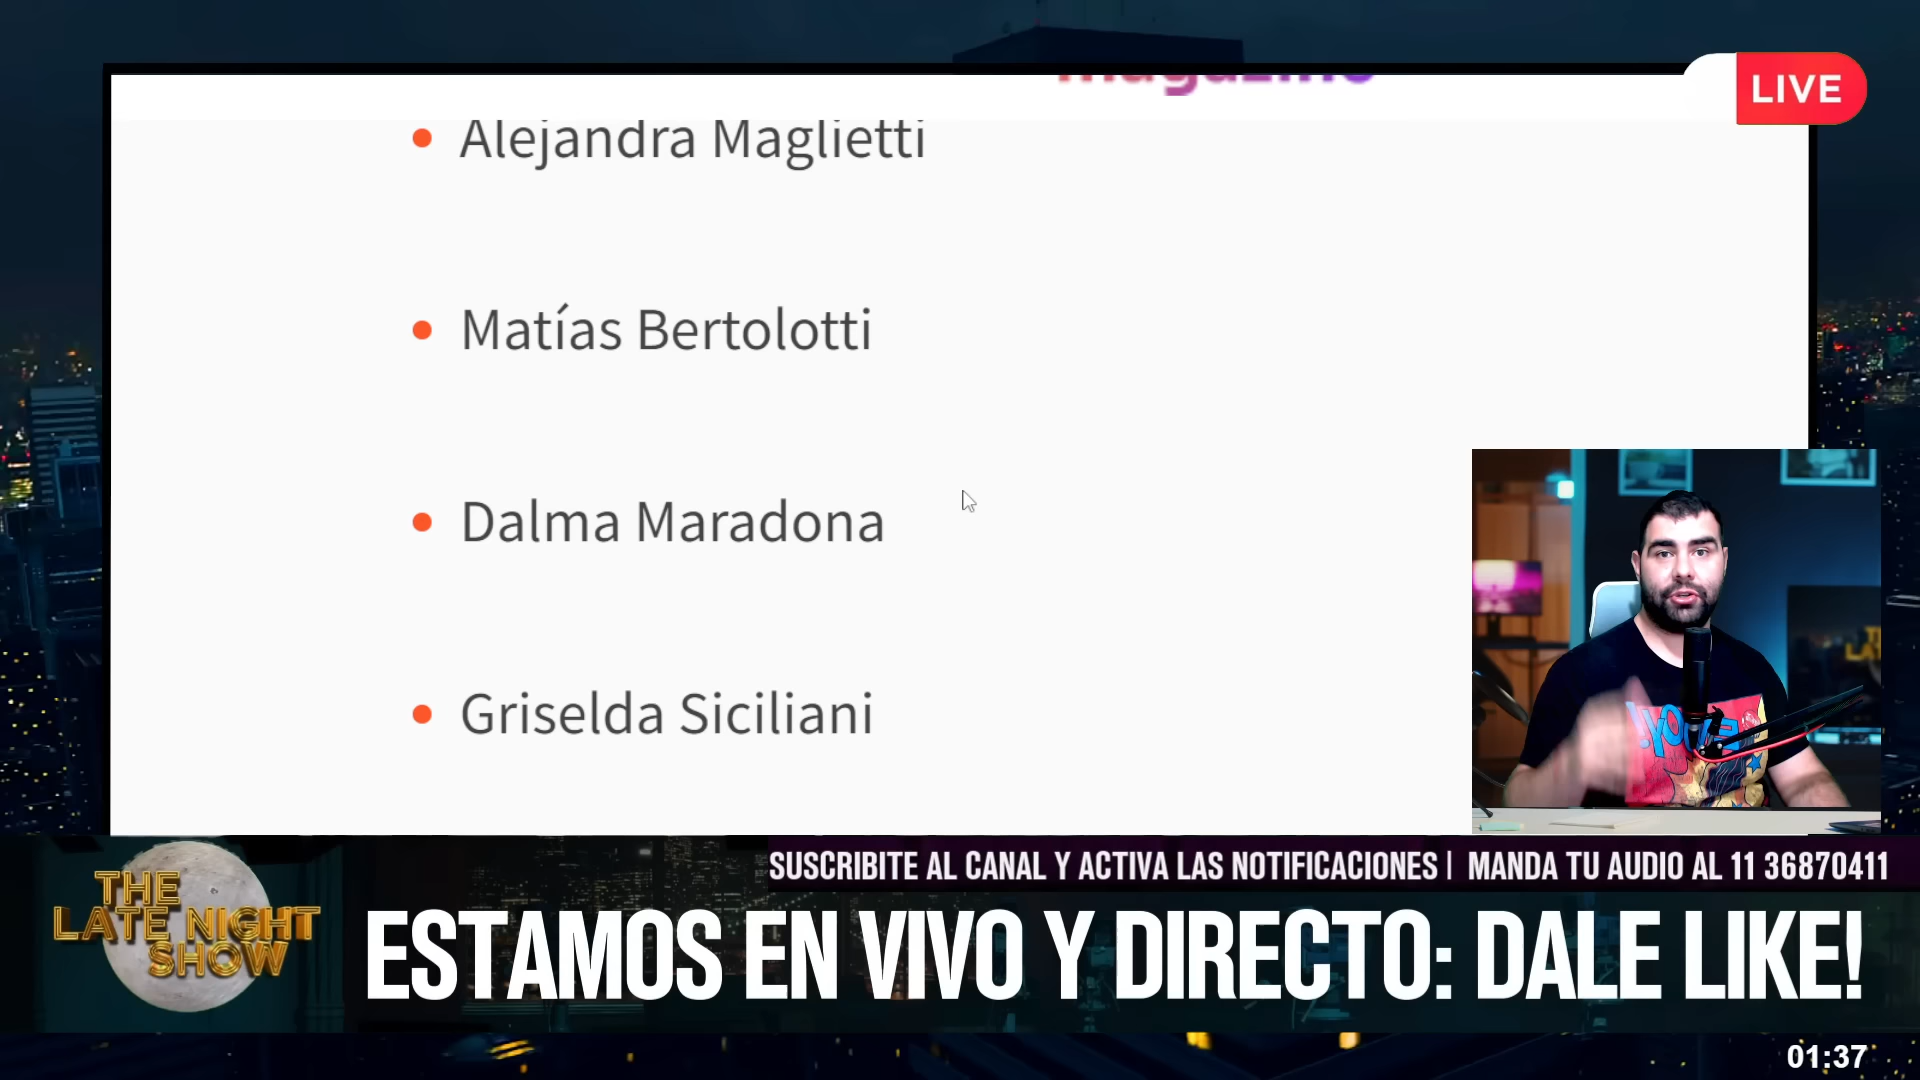 magazine
LIVE
Alejandra Maglietti
Matías Bertolotti
Dalma Maradona
Griselda Siciliani
SUSCRIBITE AL CANAL Y ACTIVA LAS NOTIFICACIONES | MANDA TU AUDIO AL 11 36870411
THE
LATE NIGHT
SHOW
ESTAMOS EN VIVO Y DIRECTO: DALE LIKE!
01:37